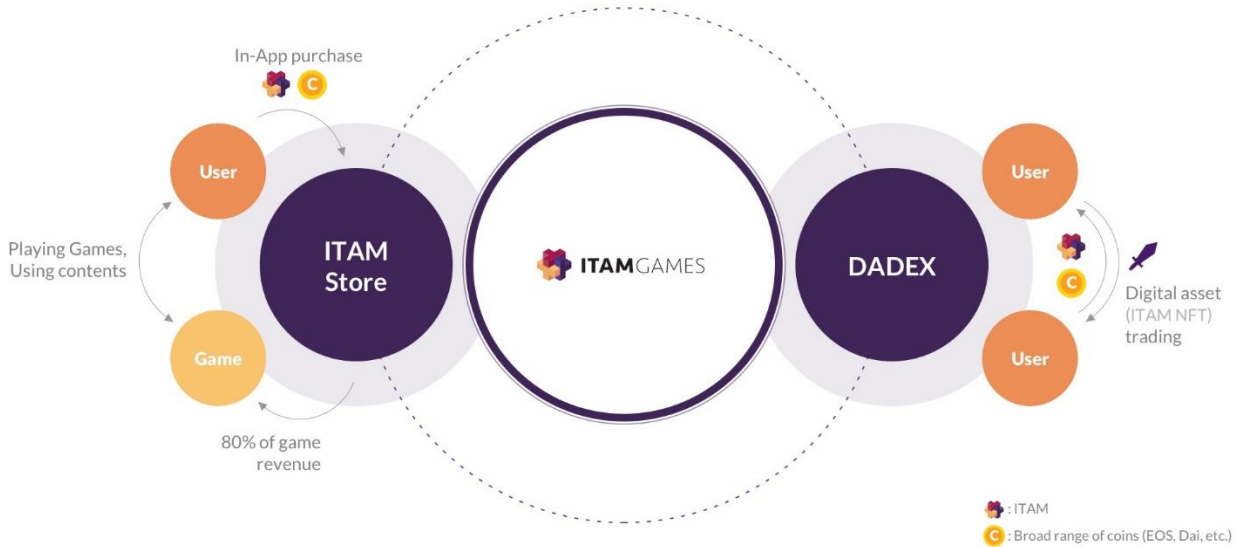 In-App purchase
C
User
Playing Games,
Using contents
ITAM
Store
Game
80% of game
revenue
ITAMGAMES
DADEX
User
C
Digital asset
(ITAM NFT)
trading
User
: ITAM
C : Broad range of coins (EOS, Dai, etc.)